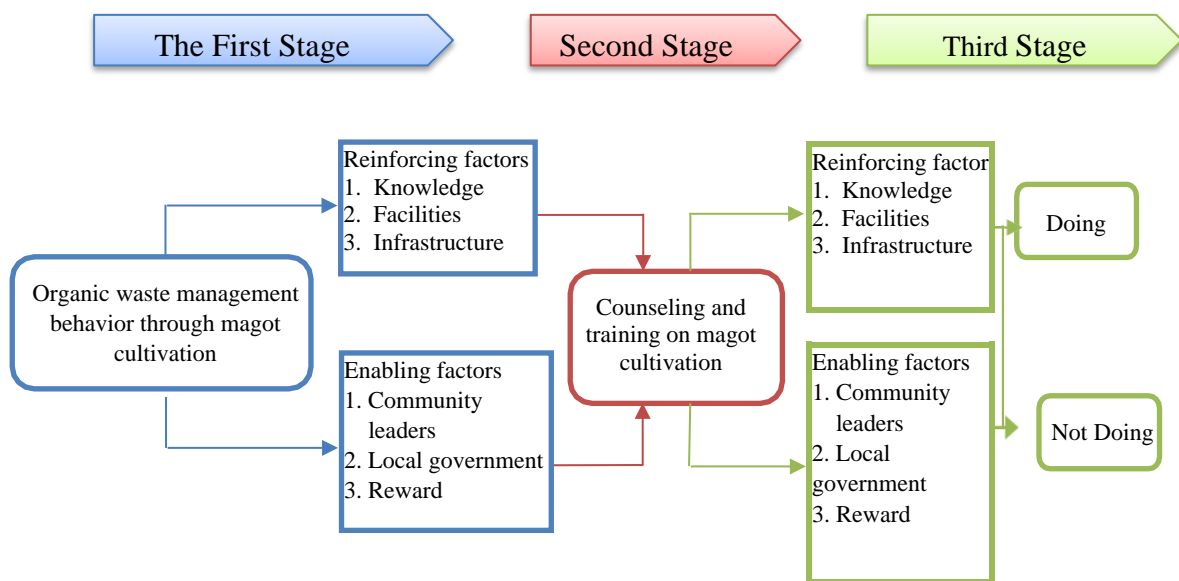 The First Stage
Second Stage
Third Stage
Organic waste management
behavior through magot
cultivation
Reinforcing factors
1. Knowledge
2. Facilities
3. Infrastructure
Enabling factors
1. Community
leaders
2. Local government
3. Reward
Counseling and
training on magot
cultivation
Reinforcing factor
1. Knowledge
2. Facilities
3. Infrastructure
Enabling factors
1. Community
leaders
2. Local
government
3. Reward
Doing
Not Doing